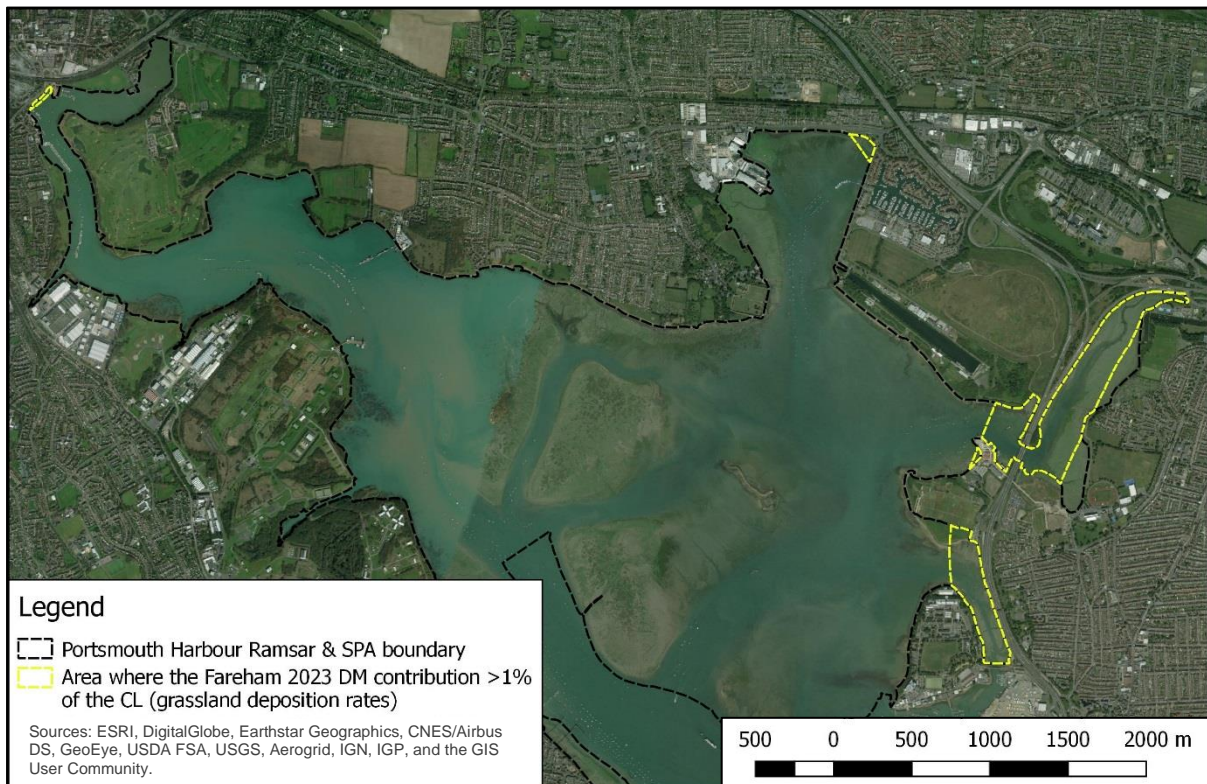 Legend
Portsmouth Harbour Ramsar & SPA boundary
Area where the Fareham 2023 DM contribution >1%
of the CL (grassland deposition rates)
Sources: ESRI, DigitalGlobe, Earthstar Geographics, CNES/Airbus
DS, GeoEye, USDA FSA, USGS, Aerogrid, IGN, IGP, and the GIS
User Community.
500 0 500 1000 1500 2000 m